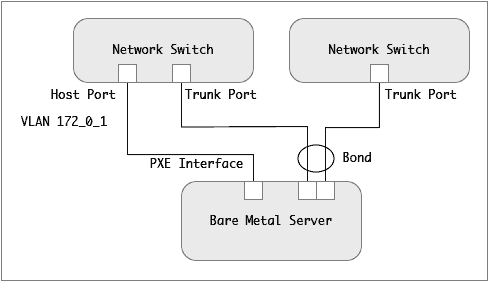 Network Switch
Network Switch
Host Port
Trunk Port
Trunk Port
VLAN 172_0_1
PXE Interface
Bond
Bare Metal Server